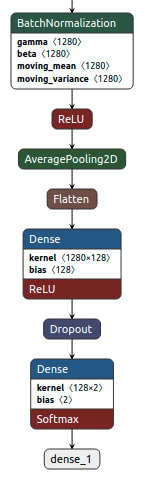 BatchNormalization
gamma ⟨1280⟩
beta ⟨1280⟩
moving_mean ⟨1280⟩
moving_variance ⟨1280⟩
ReLU
AveragePooling2D
Flatten
Dense
kernel ⟨1280×128⟩
bias ⟨128⟩
ReLU
Dropout
Dense
kernel ⟨128×2⟩
bias ⟨2⟩
Softmax
dense_1